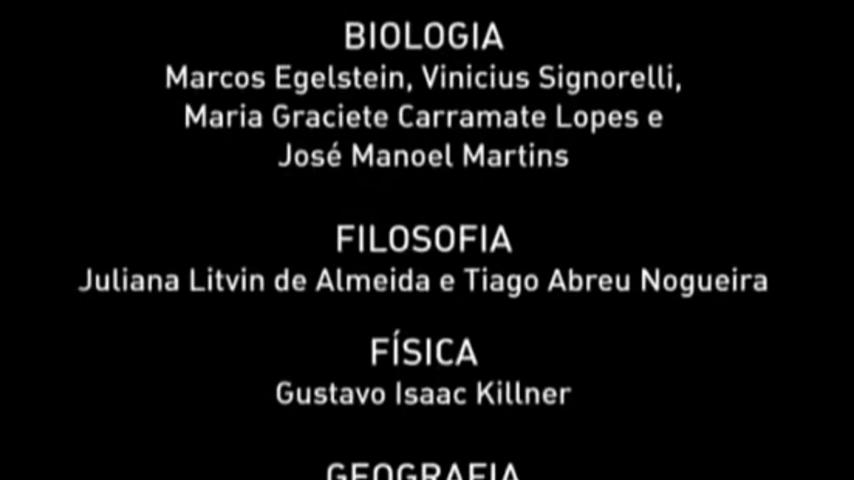 BIOLOGIA
Marcos Egelstein, Vinicius Signorelli,
Maria Graciete Carramate Lopes e
José Manoel Martins
FILOSOFIA
Juliana Litvin de Almeida e Tiago Abreu Nogueira
FÍSICA
Gustavo Isaac Killner
GEOGRAFIA